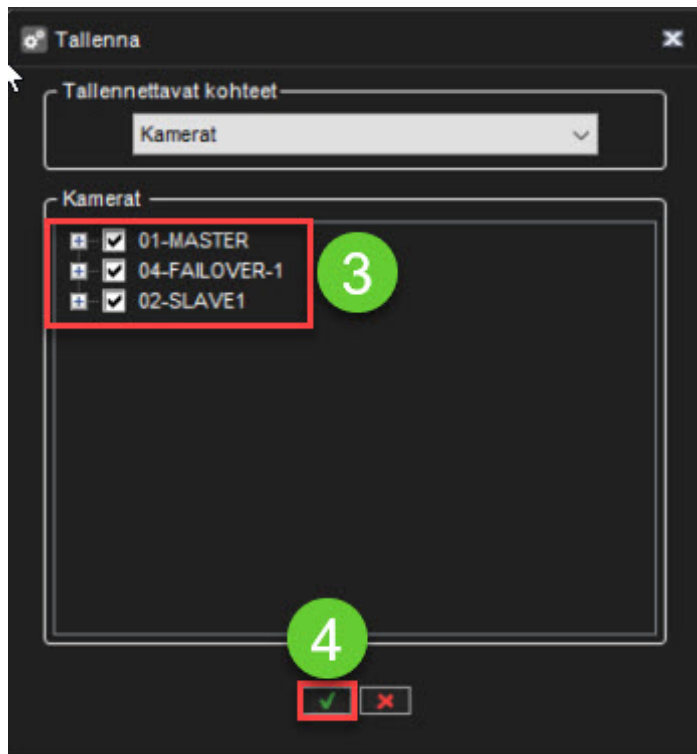 Tallenna
Tallennettavat kohteet
Kamerat
Kamerat
01-MASTER
04-FAILOVER-1
02-SLAVE1
3
4